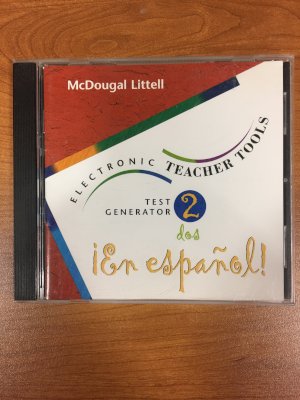 McDougal Littell
ELECTRONIC TEACHER TOOLS
TEST
GENERATOR 2
dos
¡En español!